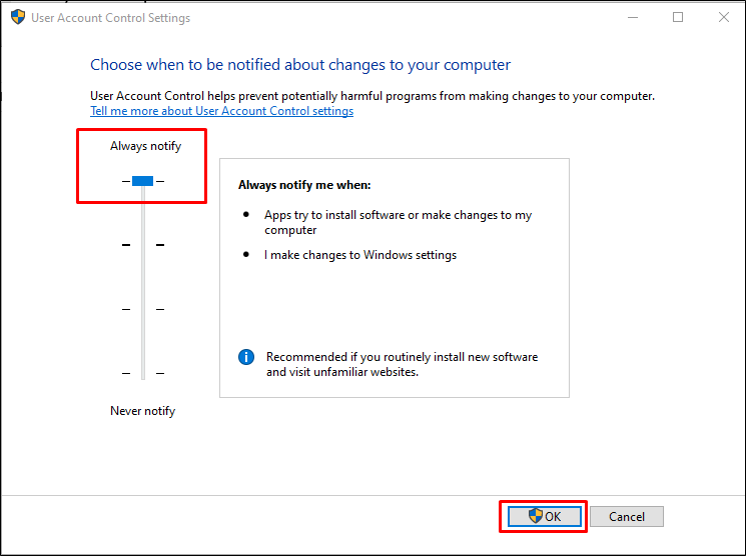 User Account Control Settings
Choose when to be notified about changes to your computer
User Account Control helps prevent potentially harmful programs from making changes to your computer.
Tell me more about User Account Control settings
Always notify
Always notify me when:
Apps try to install software or make changes to my
computer
I make changes to Windows settings
Recommended if you routinely install new software
and visit unfamiliar websites.
Never notify
OK
Cancel